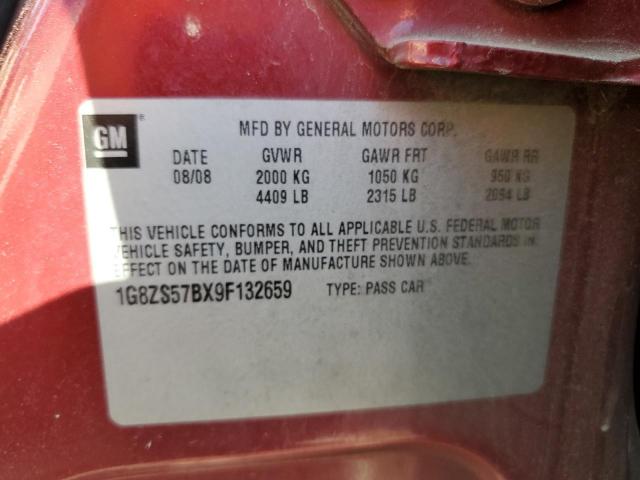 GM ®
MFD BY GENERAL MOTORS CORP.
DATE GVWR GAWR FRT GAWR RR
08/08 2000 KG 1050 KG 950 KG
4409 LB 2315 LB 2094 LB
THIS VEHICLE CONFORMS TO ALL APPLICABLE U.S. FEDERAL MOTOR
VEHICLE SAFETY, BUMPER, AND THEFT PREVENTION STANDARDS IN
EFFECT ON THE DATE OF MANUFACTURE SHOWN ABOVE.
1G8ZS57BX9F132659 TYPE: PASS CAR